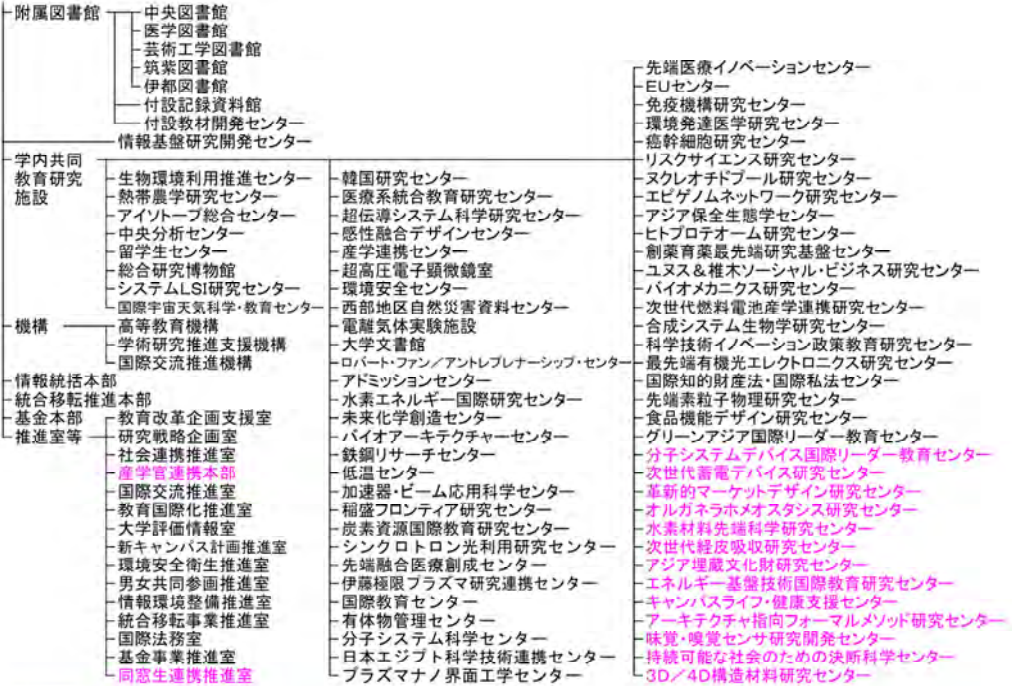 附属図書館
中央図書館
医学図書館
芸術工学図書館
筑紫図書館
伊都図書館
付設記録資料館
付設教材開発センター
情報基盤研究開発センター
学内共同
教育研究
施設
生物環境利用推進センター
熱帯農学研究センター
アイソトープ総合センター
中央分析センター
留学生センター
総合研究博物館
システムLSI研究センター
国際宇宙天気科学・教育センター
韓国研究センター
医療系統合教育研究センター
超伝導システム科学研究センター
感性融合デザインセンター
産学連携センター
超高圧電子顕微鏡室
環境安全センター
西部地区自然災害資料センター
電離気体実験施設
大学文書館
ロバート・ファン／アントレプレナーシップ・センター
アドミッションセンター
水素エネルギー国際研究センター
未来化学創造センター
バイオアーキテクチャーセンター
鉄鋼リサーチセンター
低温センター
加速器・ビーム応用科学センター
稲盛フロンティア研究センター
炭素資源国際教育研究センター
シンクロトロン光利用研究センター
先端融合医療創成センター
伊藤極限プラズマ研究連携センター
国際教育センター
有体物管理センター
分子システム科学センター
日本エジプト科学技術連携センター
プラズマナノ界面工学センター
先端医療イノベーションセンター
EUセンター
免疫機構研究センター
環境発達医学研究センター
癌幹細胞研究センター
リスクサイエンス研究センター
ヌクレオチドプール研究センター
エピゲノムネットワーク研究センター
アジア保全生態学センター
ヒトプロテオーム研究センター
創薬育薬最先端研究基盤センター
ユヌス＆椎木ソーシャル・ビジネス研究センター
バイオメカニクス研究センター
次世代燃料電池産学連携研究センター
合成システム生物学研究センター
科学技術イノベーション政策教育研究センター
最先端有機光エレクトロニクス研究センター
国際知的財産法・国際私法センター
先端素粒子物理研究センター
食品機能デザイン研究センター
グリーンアジア国際リーダー教育センター
分子システムデバイス国際リーダー教育センター
次世代蓄電デバイス研究センター
革新的マーケットデザイン研究センター
オルガネラホメオスタシス研究センター
水素材料先端科学研究センター
次世代経皮吸収研究センター
アジア埋蔵文化財研究センター
エネルギー基盤技術国際教育研究センター
キャンパスライフ・健康支援センター
アーキテクチャ指向フォーマルメソッド研究センター
味覚・嗅覚センサ研究開発センター
持続可能な社会のための決断科学センター
3D／4D構造材料研究センター
機構
高等教育機構
学術研究推進支援機構
国際交流推進機構
情報統括本部
統合移転推進本部
基金本部
推進室等
教育改革企画支援室
研究戦略企画室
社会連携推進室
産学官連携本部
国際交流推進室
教育国際化推進室
大学評価情報室
新キャンパス計画推進室
環境安全衛生推進室
男女共同参画推進室
情報環境整備推進室
統合移転事業推進室
国際法務室
基金事業推進室
同窓生連携推進室